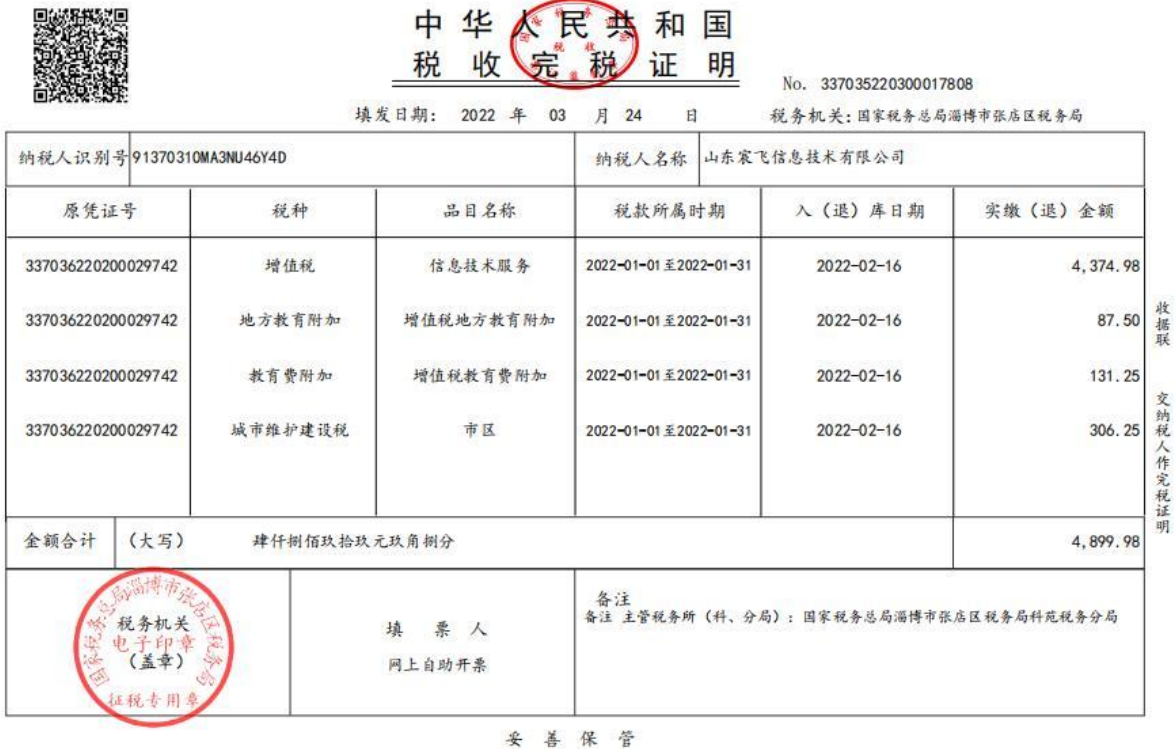 中华人民共和国
税收完税证明
No. 337035220300017808
填发日期: 2022 年 03 月 24 日 税务机关: 国家税务总局淄博市张店区税务局
纳税人识别号 91370310MA3NU46Y4D 纳税人名称 山东宸飞信息技术有限公司
原凭证号 税种 品目名称 税款所属时期 入（退）库日期 实缴（退）金额
337036220200029742 增值税 信息技术服务 2022-01-01至2022-01-31 2022-02-16 4,374.98
337036220200029742 地方教育附加 增值税地方教育附加 2022-01-01至2022-01-31 2022-02-16 87.50
337036220200029742 教育费附加 增值税教育费附加 2022-01-01至2022-01-31 2022-02-16 131.25
337036220200029742 城市维护建设税 市区 2022-01-01至2022-01-31 2022-02-16 306.25
金额合计 （大写） 肆仟捌佰玖拾玖元玖角捌分 4,899.98
国家税务总局淄博市张店区税务局
税务机关
电子印章
（盖章）
征税专用章
填票人
网上自助开票
备注
备注 主管税务所（科、分局）: 国家税务总局淄博市张店区税务局科苑税务分局
收据联 交纳税人作完税证明
妥善保管